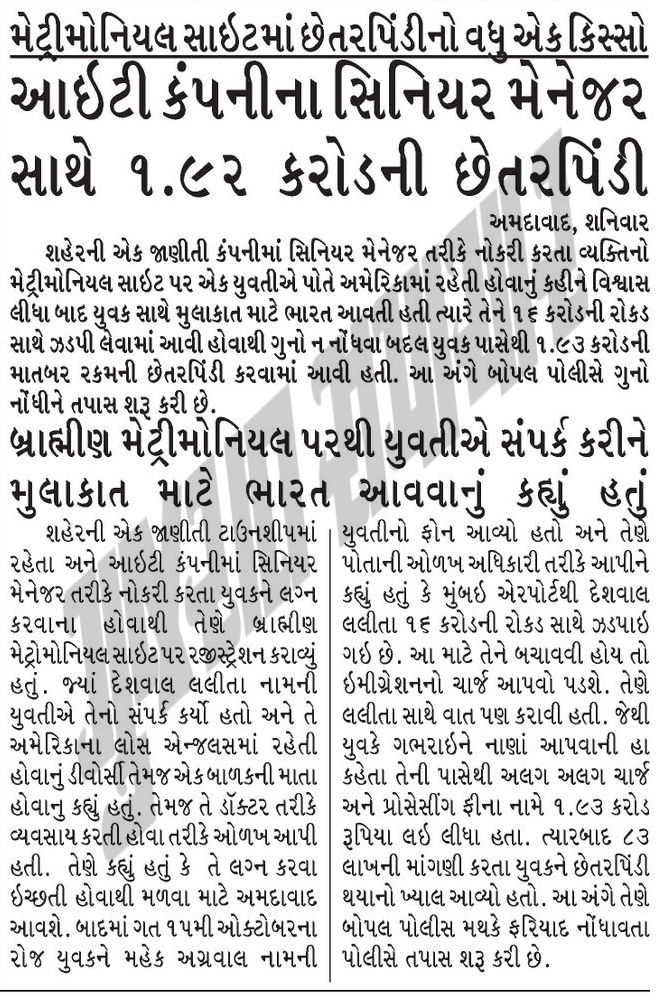 મેટ્રીમોનિયલ સાઇટમાં છેતરપિંડીનો વધુ એક કિસ્સો
આઇટી કંપનીના સિનિયર મેનેજર
સાથે ૧.૯૨ કરોડની છેતરપિંડી
અમદાવાદ, શનિવાર
શહેરની એક જાણીતી કંપનીમાં સિનિયર મેનેજર તરીકે નોકરી કરતા વ્યક્તિનો
મેટ્રીમોનિયલ સાઇટ પર એક યુવતીએ પોતે અમેરિકામાં રહેતી હોવાનું કહીને વિશ્વાસ
લીધા બાદ યુવક સાથે મુલાકાત માટે ભારત આવતી હતી ત્યારે તેને ૧૬ કરોડની રોકડ
સાથે ઝડપી લેવામાં આવી હોવાથી ગુનો ન નોંધવા બદલ યુવક પાસેથી ૧.૯૩ કરોડની
માતબર રકમની છેતરપિંડી કરવામાં આવી હતી. આ અંગે બોપલ પોલીસે ગુનો
નોંધીને તપાસ શરૂ કરી છે.
બ્રાહ્મીણ મેટ્રીમોનિયલ પરથી યુવતીએ સંપર્ક કરીને
મુલાકાત માટે ભારત આવવાનું કહ્યું હતું
શહેરની એક જાણીતી ટાઉનશીપમાં
રહેતા અને આઇટી કંપનીમાં સિનિયર
મેનેજર તરીકે નોકરી કરતા યુવકને લગ્ન
કરવાના હોવાથી તેણે બ્રાહ્મીણ
મેટ્રોમોનિયલ સાઇટ પર રજીસ્ટ્રેશન કરાવ્યું
હતું. જ્યાં દેશવાલ લલીતા નામની
યુવતીએ તેનો સંપર્ક કર્યો હતો અને તે
અમેરિકાના લોસ એન્જલસમાં રહેતી
હોવાનું ડીવોર્સી તેમજ એક બાળકની માતા
હોવાનુ કહ્યું હતું. તેમજ તે ડૉક્ટર તરીકે
વ્યવસાય કરતી હોવા તરીકે ઓળખ આપી
હતી. તેણે કહ્યું હતું કે તે લગ્ન કરવા
ઇચ્છતી હોવાથી મળવા માટે અમદાવાદ
આવશે. બાદમાં ગત ૧૫મી ઓક્ટોબરના
રોજ યુવકને મહેક અગ્રવાલ નામની
યુવતીનો ફોન આવ્યો હતો અને તેણે
પોતાની ઓળખ અધિકારી તરીકે આપીને
કહ્યું હતું કે મુંબઇ એરપોર્ટથી દેશવાલ
લલીતા ૧૬ કરોડની રોકડ સાથે ઝડપાઇ
ગઇ છે. આ માટે તેને બચાવવી હોય તો
ઇમીગ્રેશનનો ચાર્જ આપવો પડશે. તેણે
લલીતા સાથે વાત પણ કરાવી હતી. જેથી
યુવકે ગભરાઇને નાણાં આપવાની હા
કહેતા તેની પાસેથી અલગ અલગ ચાર્જ
અને પ્રોસેસીંગ ફીના નામે ૧.૯૩ કરોડ
રૂપિયા લઇ લીધા હતા. ત્યારબાદ ૮૩
લાખની માંગણી કરતા યુવકને છેતરપિંડી
થયાનો ખ્યાલ આવ્યો હતો. આ અંગે તેણે
બોપલ પોલીસ મથકે ફરિયાદ નોંધાવતા
પોલીસે તપાસ શરૂ કરી છે.